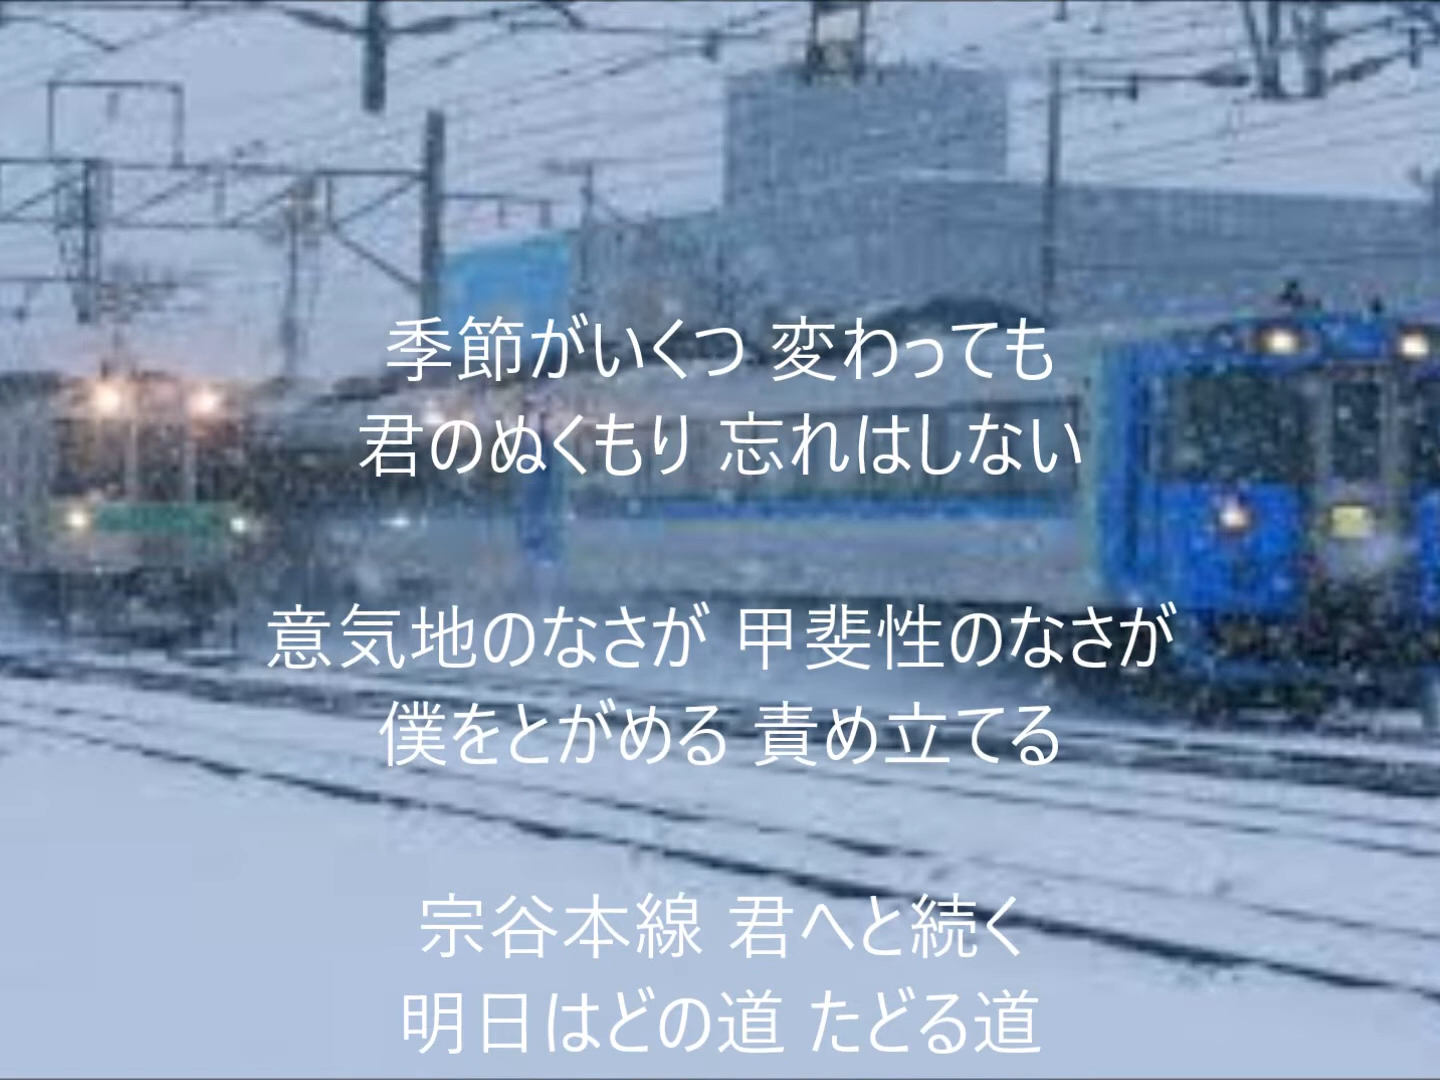 季節がいくつ 変わっても
君のぬくもり 忘れはしない
意気地のなさが 甲斐性のなさが
僕をとがめる 責め立てる
宗谷本線 君へと続く
明日はどの道 たどる道